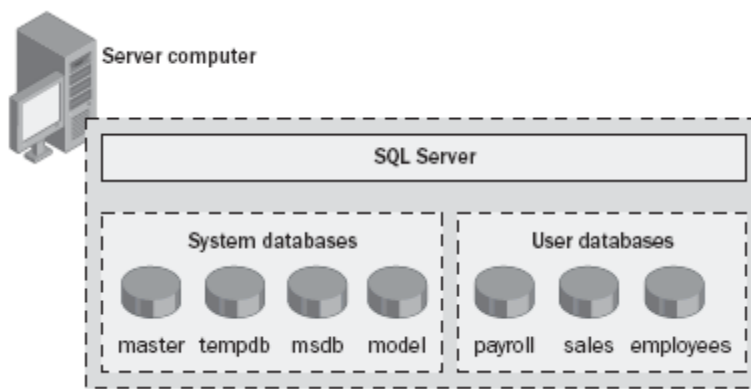 Server computer
SQL Server
System databases
master tempdb msdb model
User databases
payroll sales employees